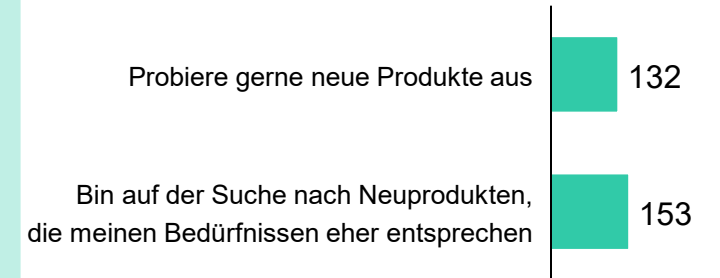 Probiere gerne neue Produkte aus
132
Bin auf der Suche nach Neuprodukten,
die meinen Bedürfnissen eher entsprechen
153